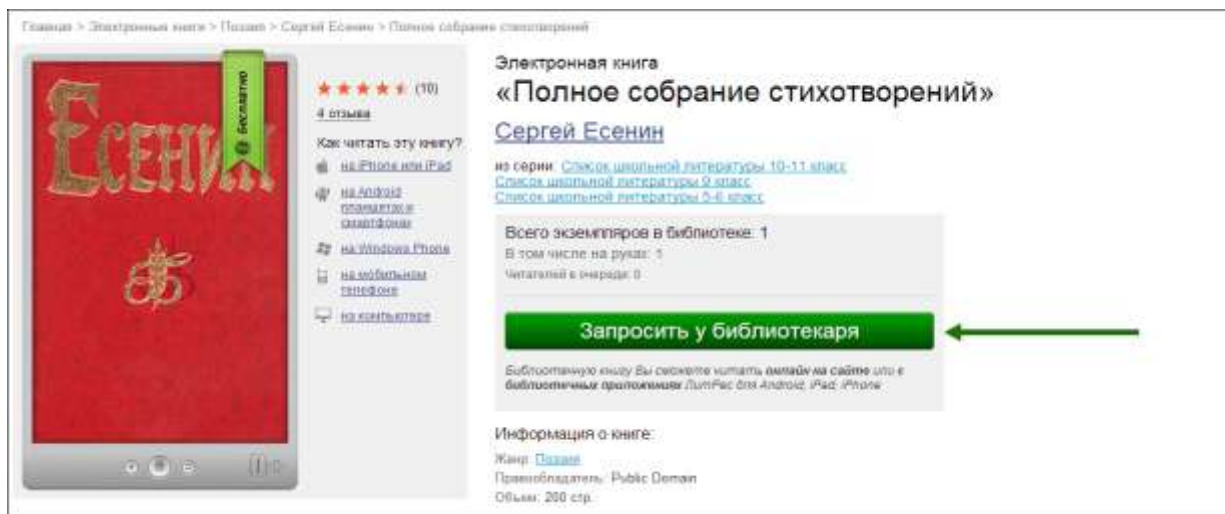 Главная > Электронные книги > Поэзия > Сергей Есенин > Полное собрание стихотворений
ЕСЕНИН
бесплатно
(10)
4 отзыва
Как читать эту книгу?
на iPhone или iPad
на Android
планшетах и
смартфонах
на Windows Phone
на мобильном
телефоне
на компьютере
Электронная книга
«Полное собрание стихотворений»
Сергей Есенин
из серии: Список школьной литературы 10-11 класс
Список школьной литературы 9 класс
Список школьной литературы 5-6 класс
Всего экземпляров в библиотеке: 1
В том числе на руках: 1
Читателей в очереди: 0
Запросить у библиотекаря
Библиотечную книгу Вы сможете читать онлайн на сайте или в
библиотечных приложениях ЛитРес для Android, iPad, iPhone
Информация о книге:
Жанр: Поэзия
Правообладатель: Public Domain
Объем: 200 стр.